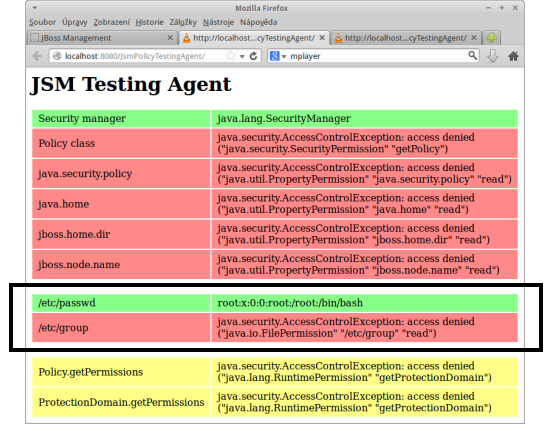 Mozilla Firefox
Soubor Úpravy Zobrazení Historie Záložky Nástroje Nápověda
JBoss Management
http://localhost...cyTestingAgent/
http://localhost...cyTestingAgent/
localhost:8080/JsmPolicyTestingAgent/
mplayer
JSM Testing Agent
Security manager java.lang.SecurityManager
Policy class java.security.AccessControlException: access denied
("java.security.SecurityPermission" "getPolicy")
java.security.policy java.security.AccessControlException: access denied
("java.util.PropertyPermission" "java.security.policy" "read")
java.home java.security.AccessControlException: access denied
("java.util.PropertyPermission" "java.home" "read")
jboss.home.dir java.security.AccessControlException: access denied
("java.util.PropertyPermission" "jboss.home.dir" "read")
jboss.node.name java.security.AccessControlException: access denied
("java.util.PropertyPermission" "jboss.node.name" "read")
/etc/passwd root:x:0:0:root:/root:/bin/bash
/etc/group java.security.AccessControlException: access denied
("java.io.FilePermission" "/etc/group" "read")
Policy.getPermissions java.security.AccessControlException: access denied
("java.lang.RuntimePermission" "getProtectionDomain")
ProtectionDomain.getPermissions java.security.AccessControlException: access denied
("java.lang.RuntimePermission" "getProtectionDomain")